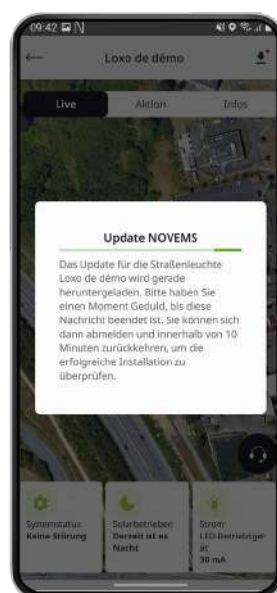 09:42
Loxo de démo
Live Aktion Infos
Update NOVEMS
Das Update für die Straßenleuchte
Loxo de démo wird gerade
heruntergeladen. Bitte haben Sie
einen Moment Geduld, bis diese
Nachricht beendet ist. Sie können sich
dann abmelden und innerhalb von 10
Minuten zurückkehren, um die
erfolgreiche Installation zu
überprüfen.
Systemstatus
Keine Störung
Solarbetrieben
Derzeit ist es
Nacht
Strom
LED-Betriebsger
ät
30 mA